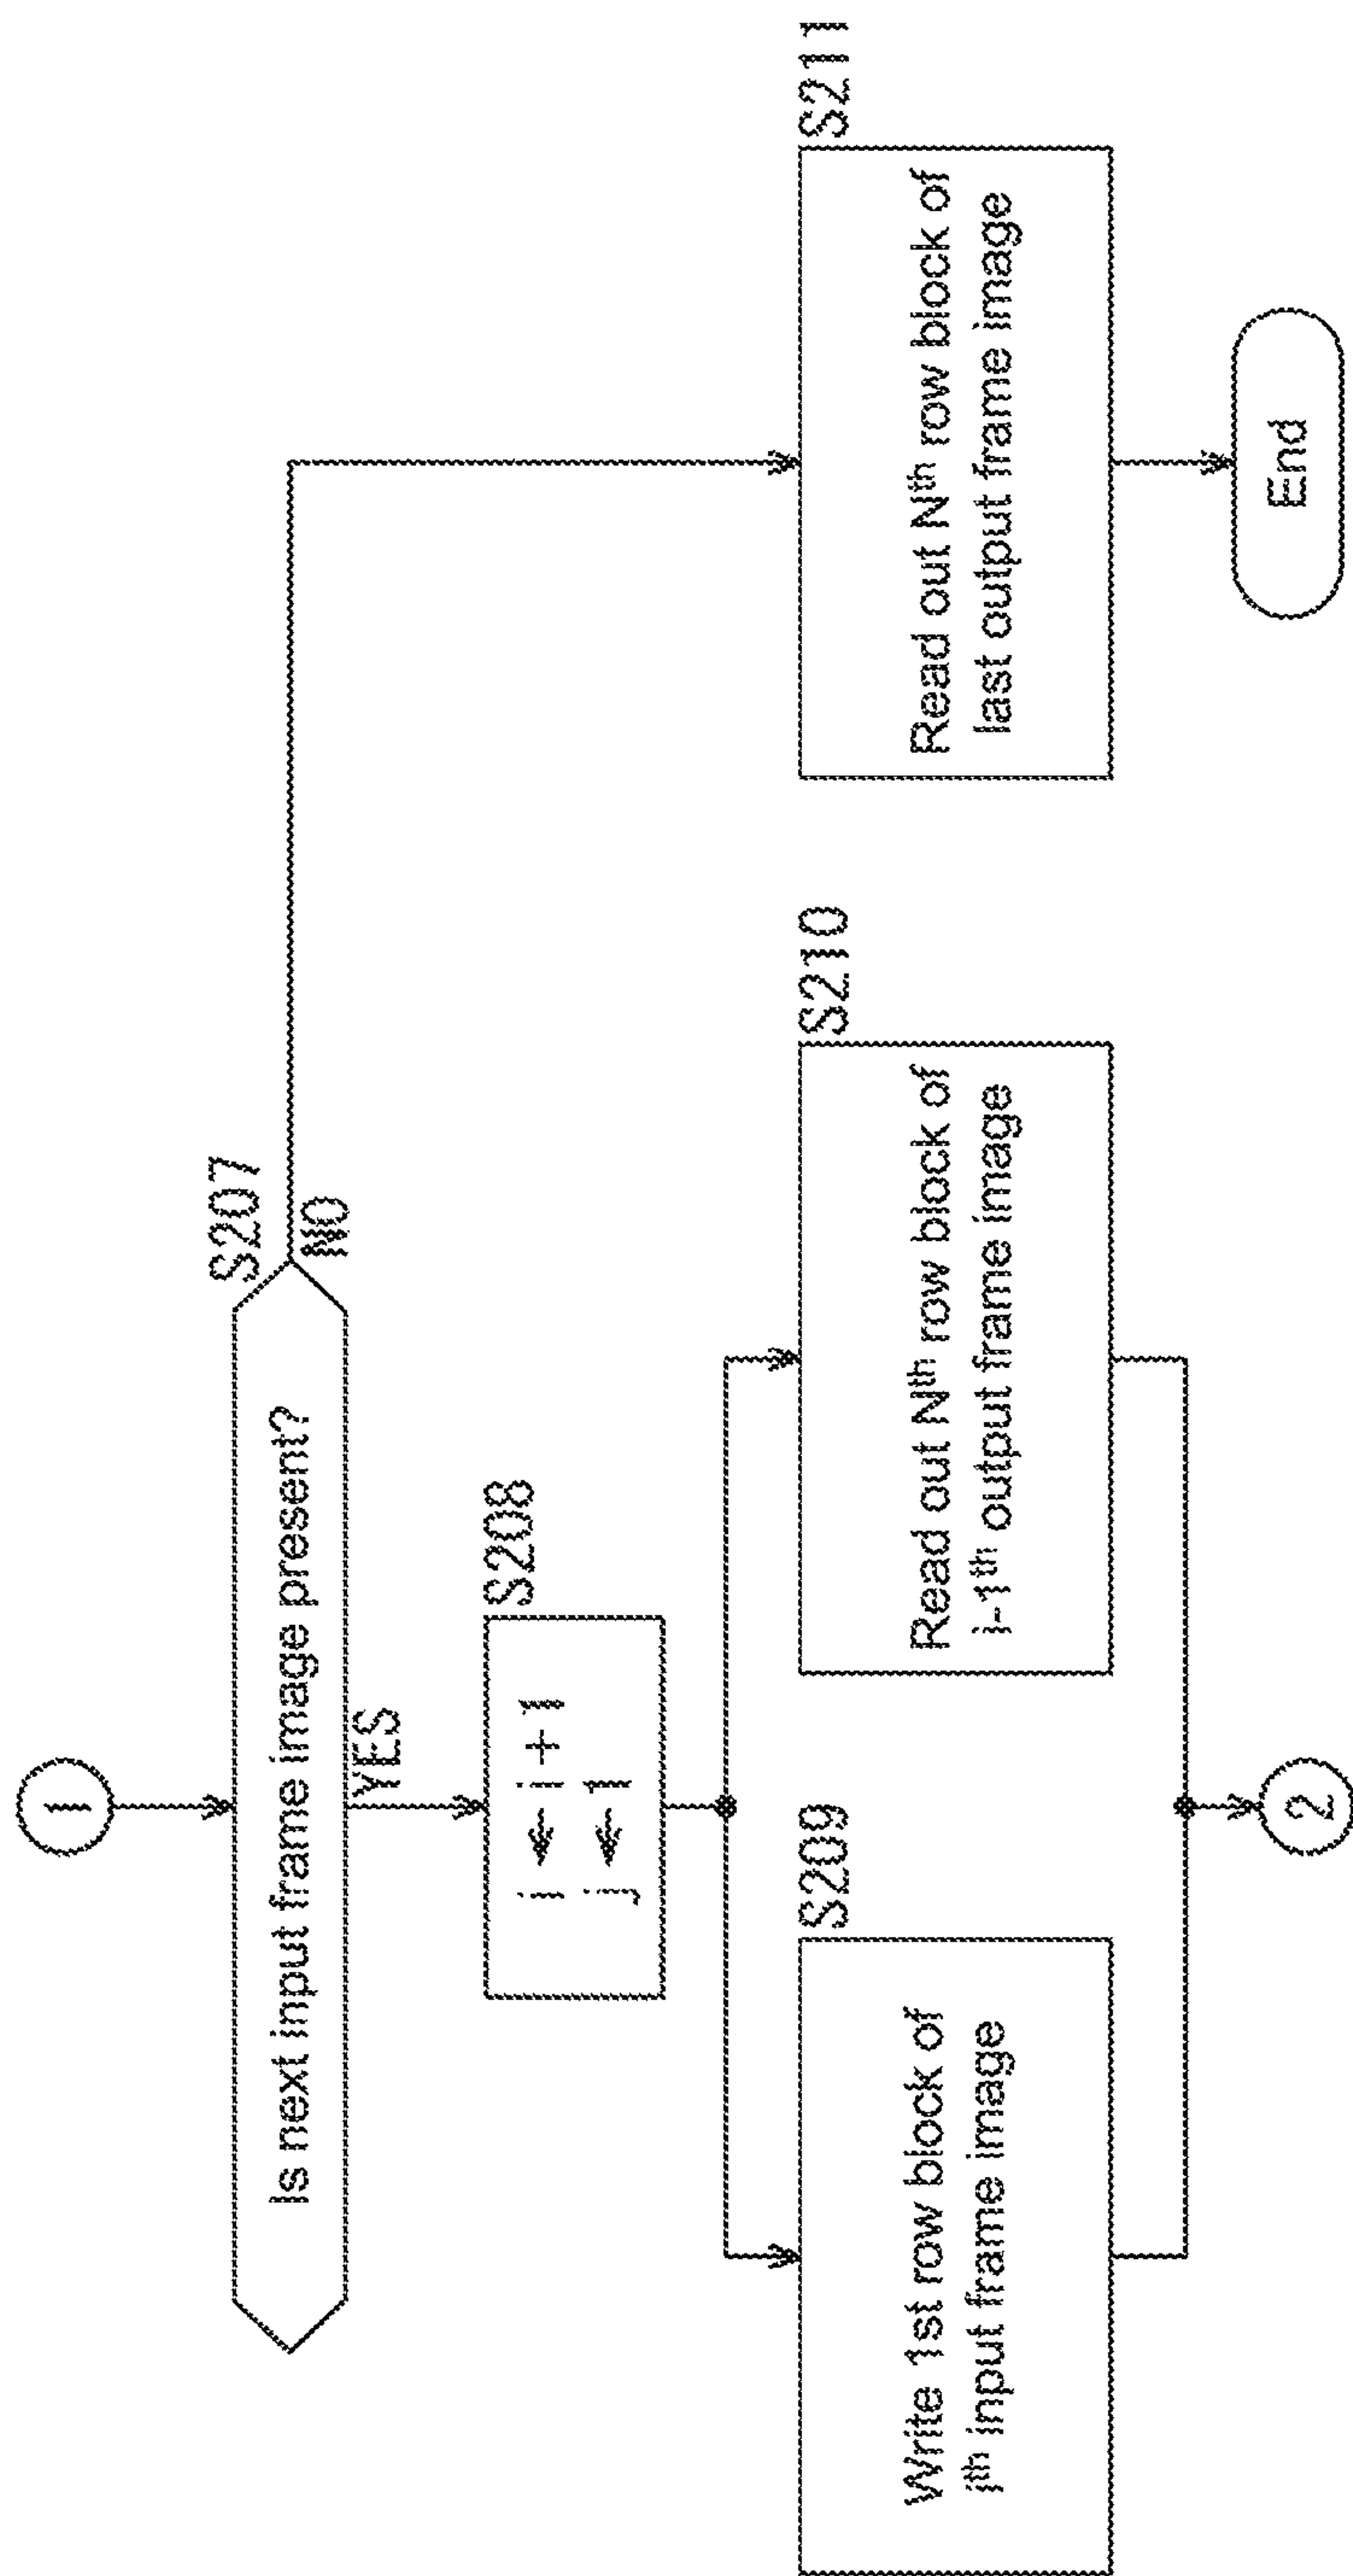 1
S207
Is next input frame image present?
NO
YES
S208
i ← i+1
j ← 1
S209
Write 1st row block of
iᵗʰ input frame image
S210
Read out Nᵗʰ row block of
i-1ᵗʰ output frame image
S211
Read out Nᵗʰ row block of
last output frame image
2
End